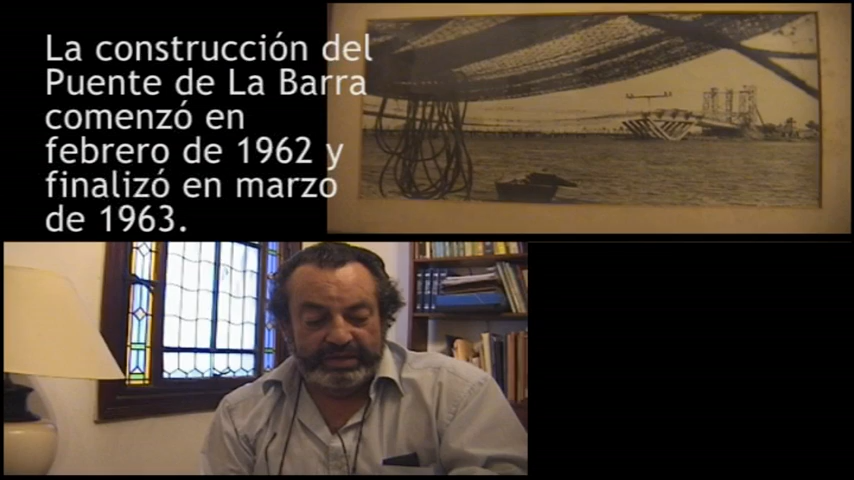 La construcción del
Puente de La Barra
comenzó en
febrero de 1962 y
finalizó en marzo
de 1963.